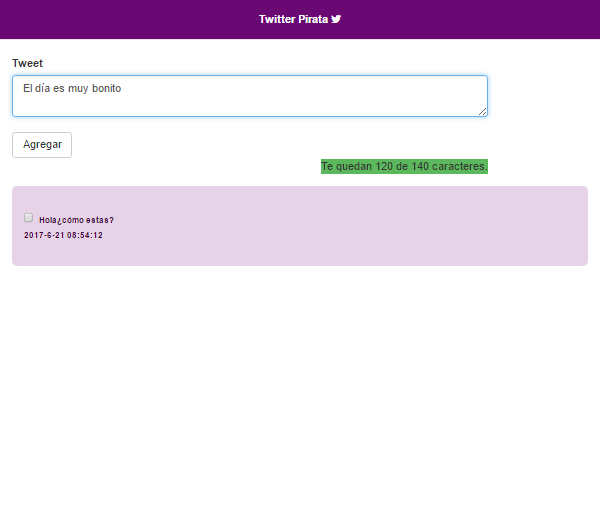 Twitter Pirata
Tweet
El día es muy bonito
Agregar
Te quedan 120 de 140 caracteres.
Hola¿cómo estas?
2017-6-21 08:54:12